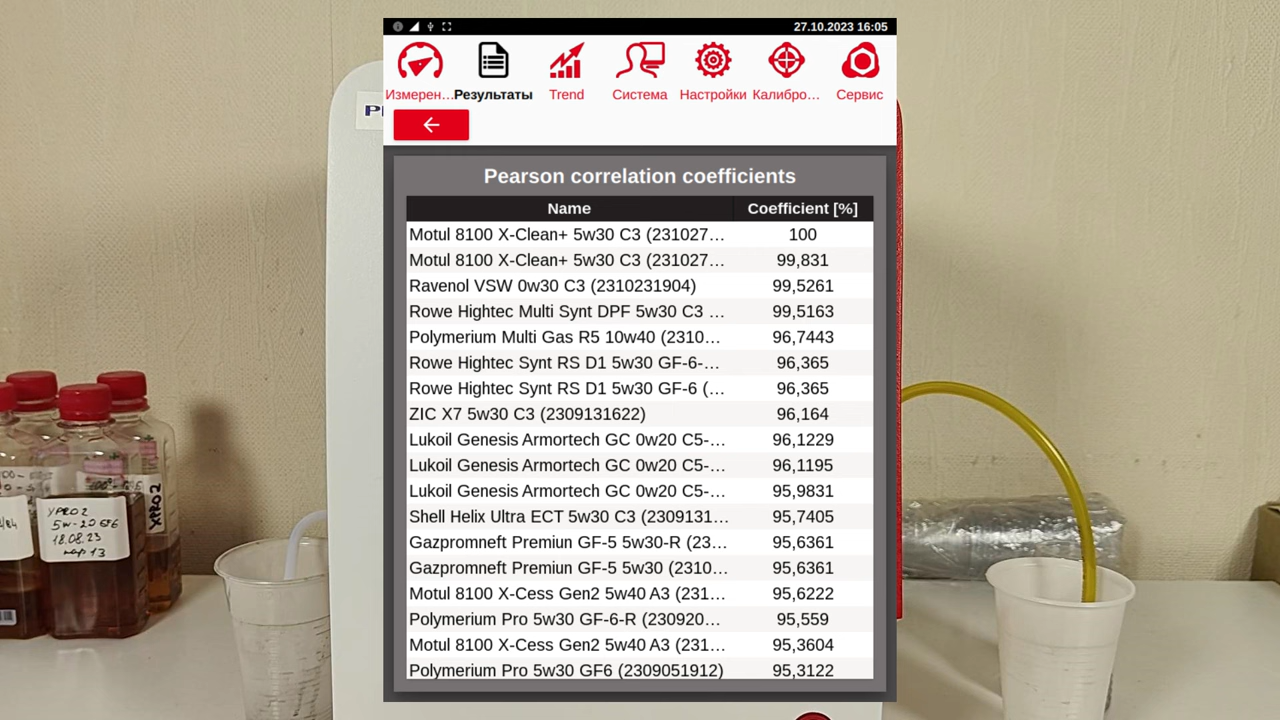 27.10.2023 16:05
Измерен… Результаты Trend Система Настройки Калибро… Сервис
Pearson correlation coefficients
Name Coefficient [%]
Motul 8100 X-Clean+ 5w30 C3 (231027… 100
Motul 8100 X-Clean+ 5w30 C3 (231027… 99,831
Ravenol VSW 0w30 C3 (2310231904) 99,5261
Rowe Hightec Multi Synt DPF 5w30 C3 … 99,5163
Polymerium Multi Gas R5 10w40 (2310… 96,7443
Rowe Hightec Synt RS D1 5w30 GF-6-… 96,365
Rowe Hightec Synt RS D1 5w30 GF-6 (… 96,365
ZIC X7 5w30 C3 (2309131622) 96,164
Lukoil Genesis Armortech GC 0w20 C5-… 96,1229
Lukoil Genesis Armortech GC 0w20 C5-… 96,1195
Lukoil Genesis Armortech GC 0w20 C5-… 95,9831
Shell Helix Ultra ECT 5w30 C3 (2309131… 95,7405
Gazpromneft Premiun GF-5 5w30-R (23… 95,6361
Gazpromneft Premiun GF-5 5w30 (2310… 95,6361
Motul 8100 X-Cess Gen2 5w40 A3 (231… 95,6222
Polymerium Pro 5w30 GF-6-R (230920… 95,559
Motul 8100 X-Cess Gen2 5w40 A3 (231… 95,3604
Polymerium Pro 5w30 GF6 (2309051912) 95,3122
XPRO2
5w-20 GF6
18.08.23
пар 13
XPRO2